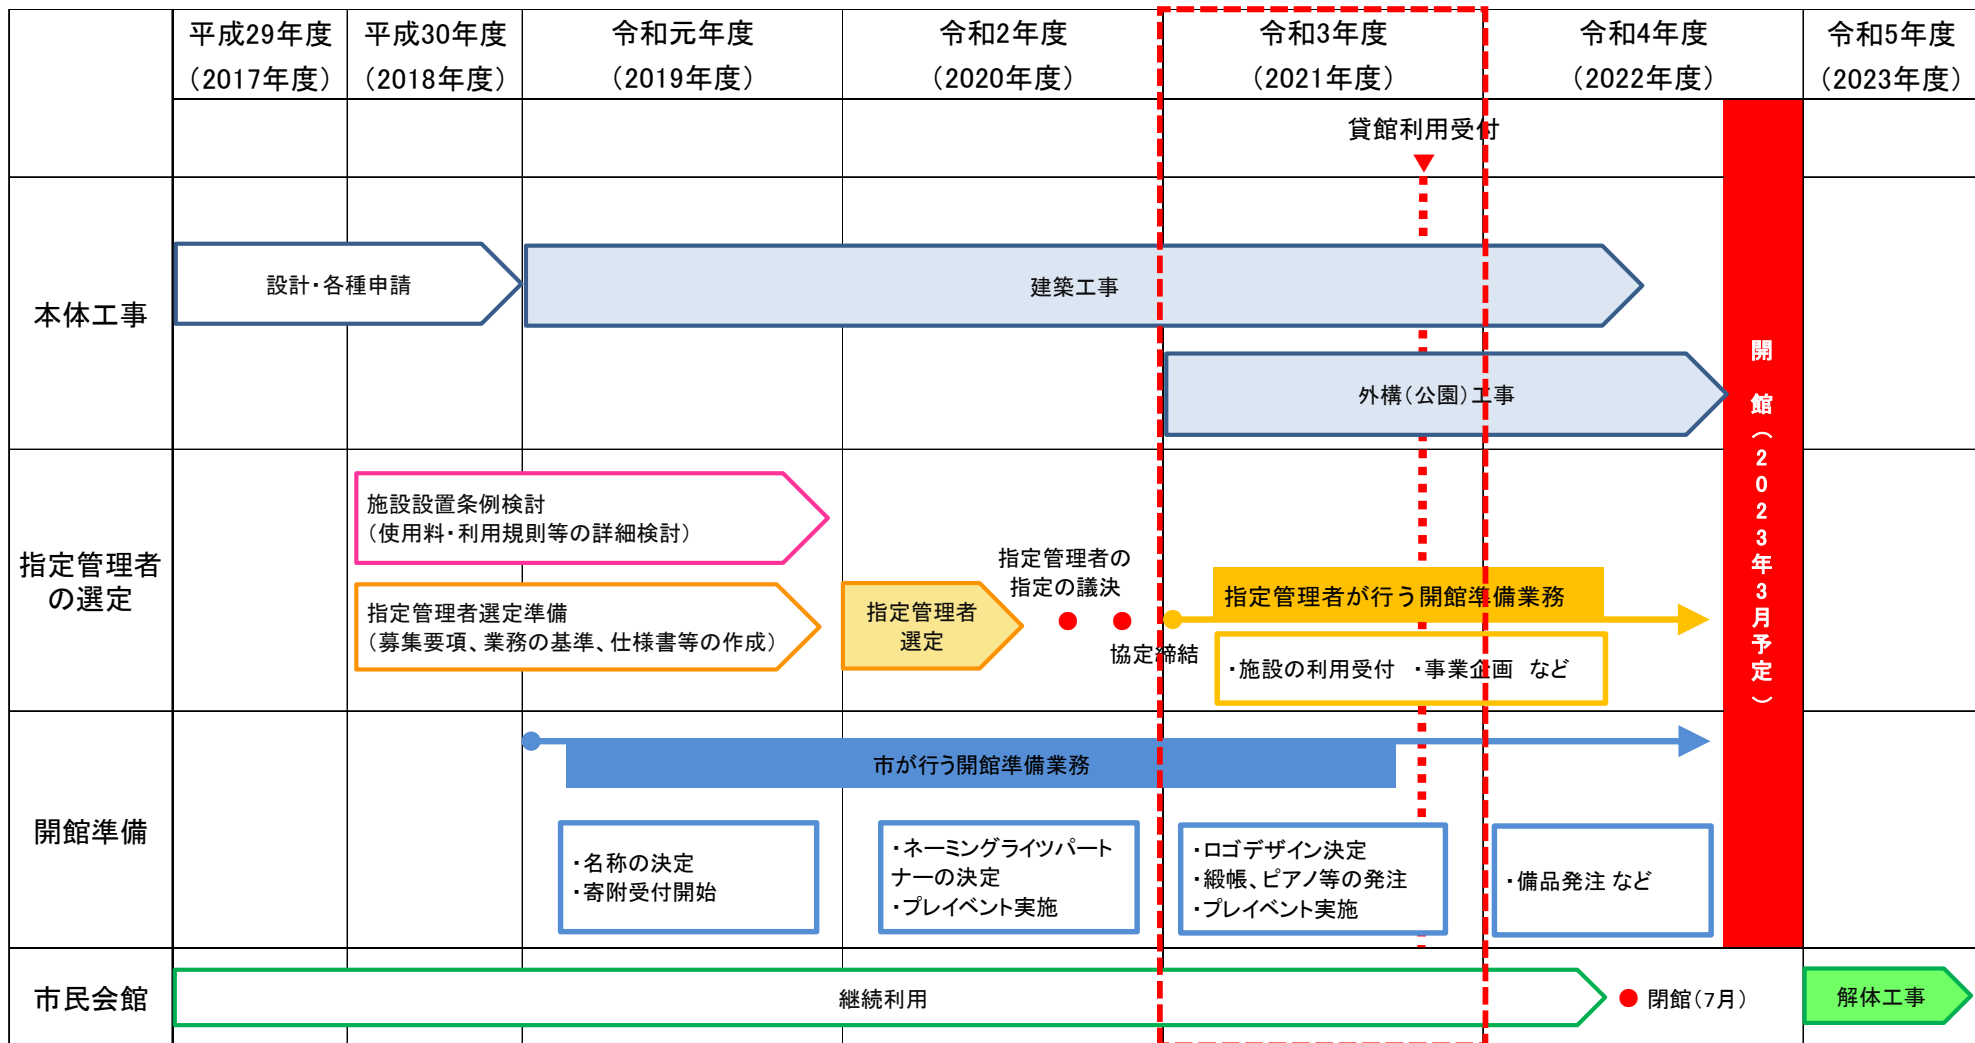 平成29年度
（2017年度）
平成30年度
（2018年度）
令和元年度
（2019年度）
令和2年度
（2020年度）
令和3年度
（2021年度）
令和4年度
（2022年度）
令和5年度
（2023年度）
貸館利用受付
本体工事
設計・各種申請
建築工事
外構（公園）工事
開　館（２０２３年３月予定）
指定管理者
の選定
施設設置条例検討
（使用料・利用規則等の詳細検討）
指定管理者選定準備
（募集要項、業務の基準、仕様書等の作成）
指定管理者
選定
指定管理者の
指定の議決
協定締結
指定管理者が行う開館準備業務
・施設の利用受付　・事業企画　など
開館準備
市が行う開館準備業務
・名称の決定
・寄附受付開始
・ネーミングライツパート
ナーの決定
・プレイベント実施
・ロゴデザイン決定
・緞帳、ピアノ等の発注
・プレイベント実施
・備品発注 など
市民会館
継続利用
閉館（7月）
解体工事